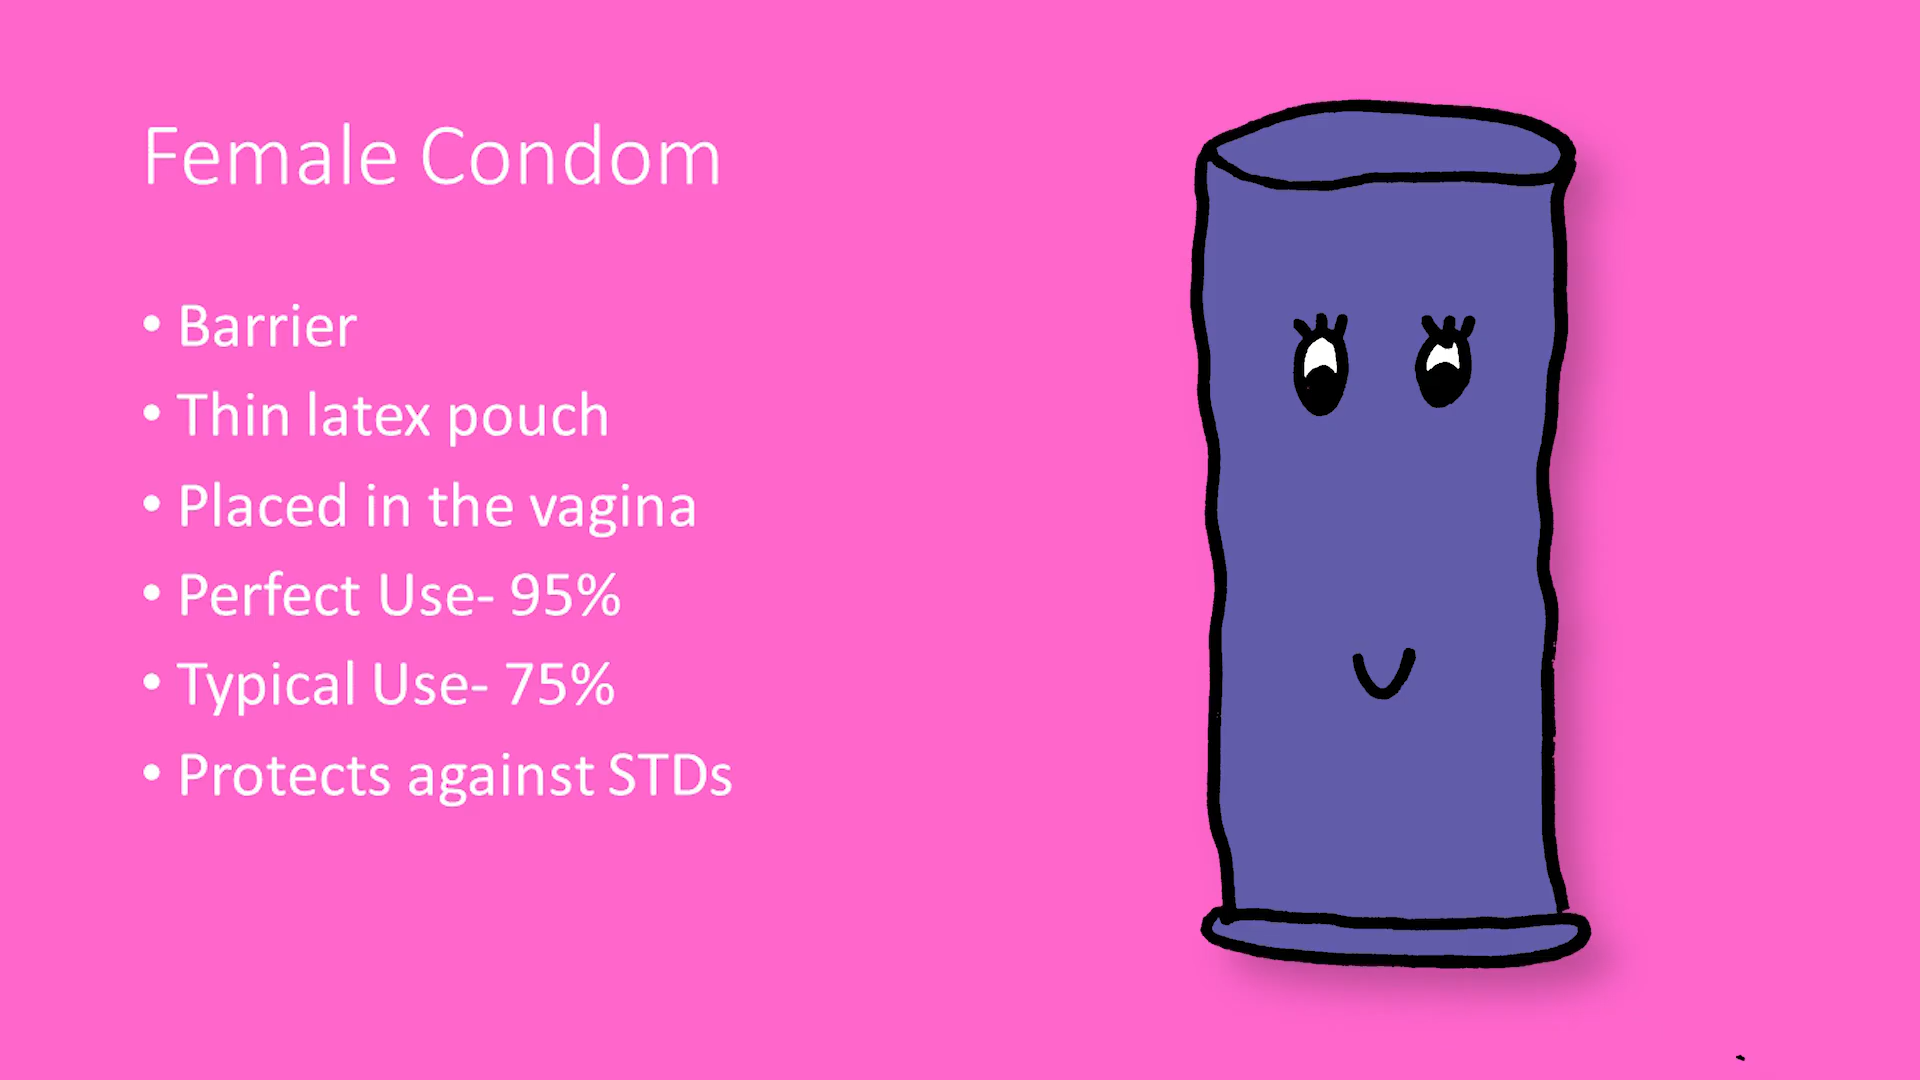 Female Condom
• Barrier
• Thin latex pouch
• Placed in the vagina
• Perfect Use- 95%
• Typical Use- 75%
• Protects against STDs